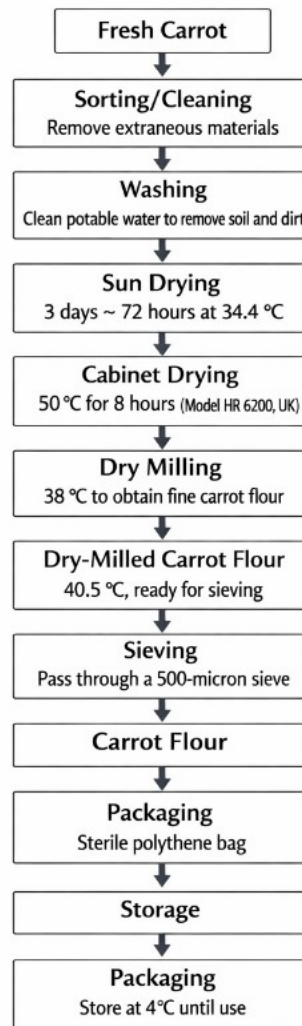 Fresh Carrot
Sorting/Cleaning
Remove extraneous materials
Washing
Clean potable water to remove soil and dirt
Sun Drying
3 days ~ 72 hours at 34.4 °C
Cabinet Drying
50 °C for 8 hours (Model HR 6200, UK)
Dry Milling
38 °C to obtain fine carrot flour
Dry-Milled Carrot Flour
40.5 °C, ready for sieving
Sieving
Pass through a 500-micron sieve
Carrot Flour
Packaging
Sterile polythene bag
Storage
Packaging
Store at 4°C until use